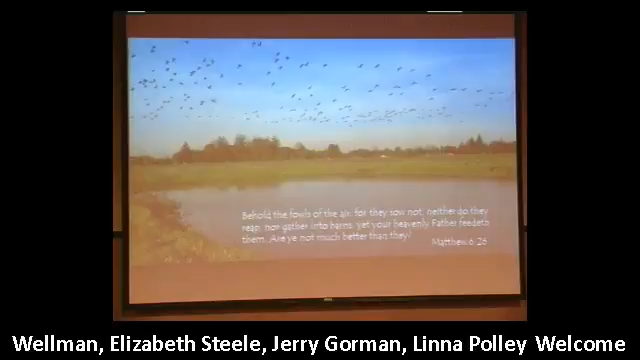 Behold the fowls of the air: for they sow not, neither do they
reap, nor gather into barns; yet your heavenly Father feedeth
them. Are ye not much better than they?
Matthew 6:26
Wellman, Elizabeth Steele, Jerry Gorman, Linna Polley Welcome